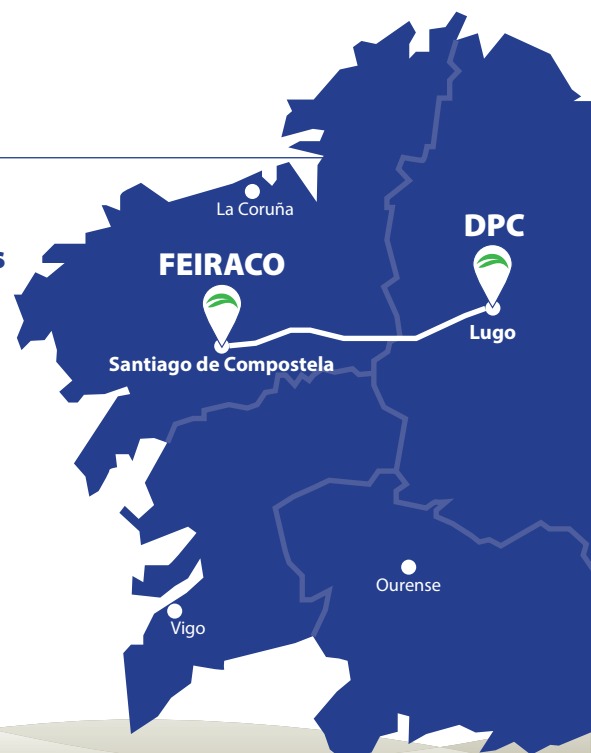 La Coruña
DPC
s
FEIRACO
Lugo
Santiago de Compostela
Ourense
Vigo